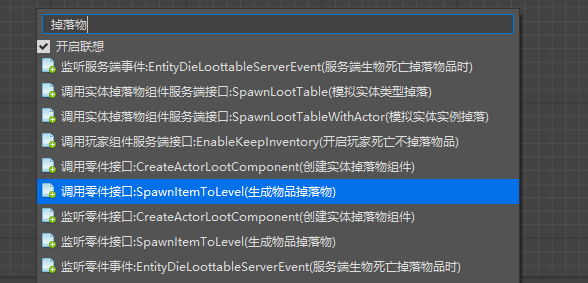 掉落物
开启联想
监听服务端事件:EntityDieLoottableServerEvent(服务端生物死亡掉落物品时)
调用实体掉落物组件服务端接口:SpawnLootTable(模拟实体类型掉落)
调用实体掉落物组件服务端接口:SpawnLootTableWithActor(模拟实体实例掉落)
调用玩家组件服务端接口:EnableKeepInventory(开启玩家死亡不掉落物品)
调用零件接口:CreateActorLootComponent(创建实体掉落物组件)
调用零件接口:SpawnItemToLevel(生成物品掉落物)
监听零件接口:CreateActorLootComponent(创建实体掉落物组件)
监听零件接口:SpawnItemToLevel(生成物品掉落物)
监听零件事件:EntityDieLoottableServerEvent(服务端生物死亡掉落物品时)